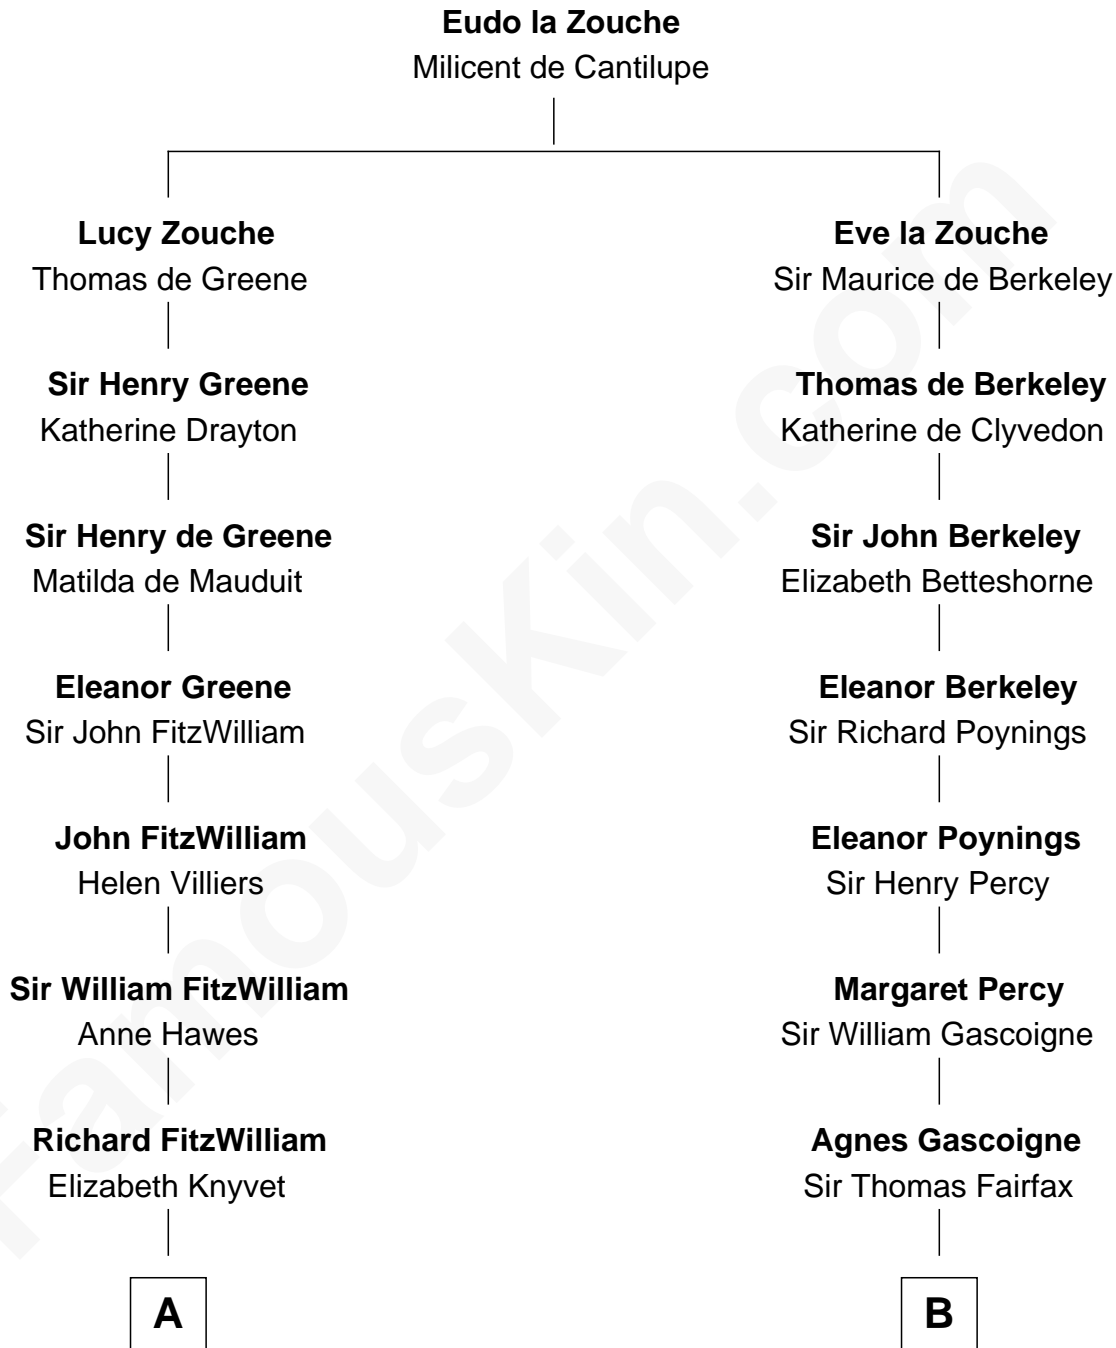 Eudo la Zouche
Milicent de Cantilupe
Lucy Zouche
Thomas de Greene
Eve la Zouche
Sir Maurice de Berkeley
Sir Henry Greene
Katherine Drayton
Thomas de Berkeley
Katherine de Clyvedon
Sir Henry de Greene
Matilda de Mauduit
Sir John Berkeley
Elizabeth Betteshorne
Eleanor Greene
Sir John FitzWilliam
Eleanor Berkeley
Sir Richard Poynings
John FitzWilliam
Helen Villiers
Eleanor Poynings
Sir Henry Percy
Sir William FitzWilliam
Anne Hawes
Margaret Percy
Sir William Gascoigne
Richard FitzWilliam
Elizabeth Knyvet
Agnes Gascoigne
Sir Thomas Fairfax
A
B
FamousKin.com